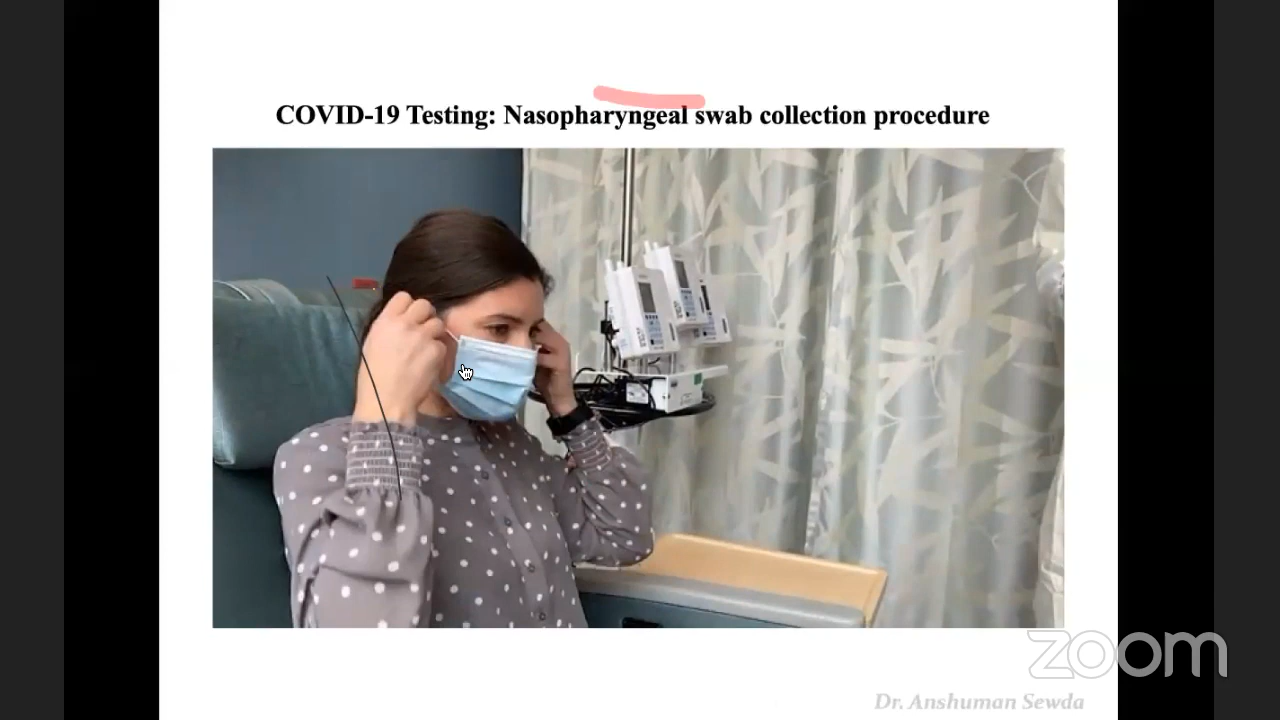 COVID-19 Testing: Nasopharyngeal swab collection procedure
zoom
Dr. Anshuman Sewda